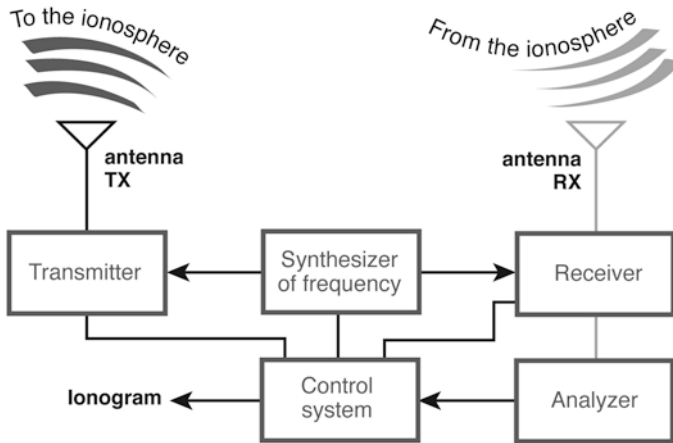 To the ionosphere
From the ionosphere
antenna
TX
antenna
RX
Transmitter
Synthesizer
of frequency
Receiver
Ionogram
Control
system
Analyzer